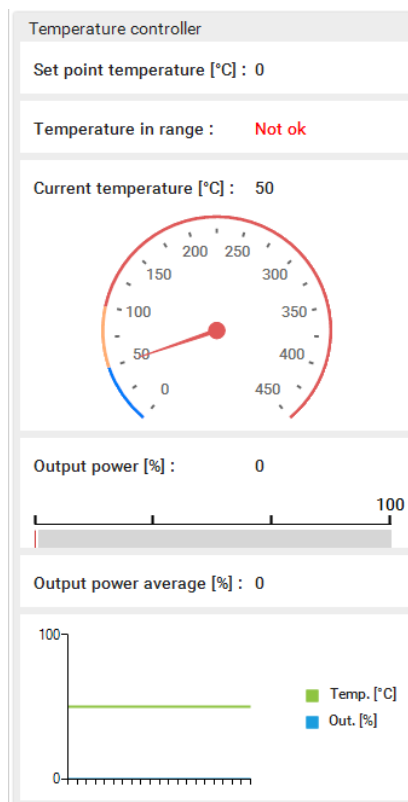 Temperature controller
Set point temperature [°C] : 0
Temperature in range : Not ok
Current temperature [°C] : 50
200 250
150 300
100 350
50 400
0 450
Output power [%] : 0
100
Output power average [%] : 0
100
Temp. [°C]
Out. [%]
0